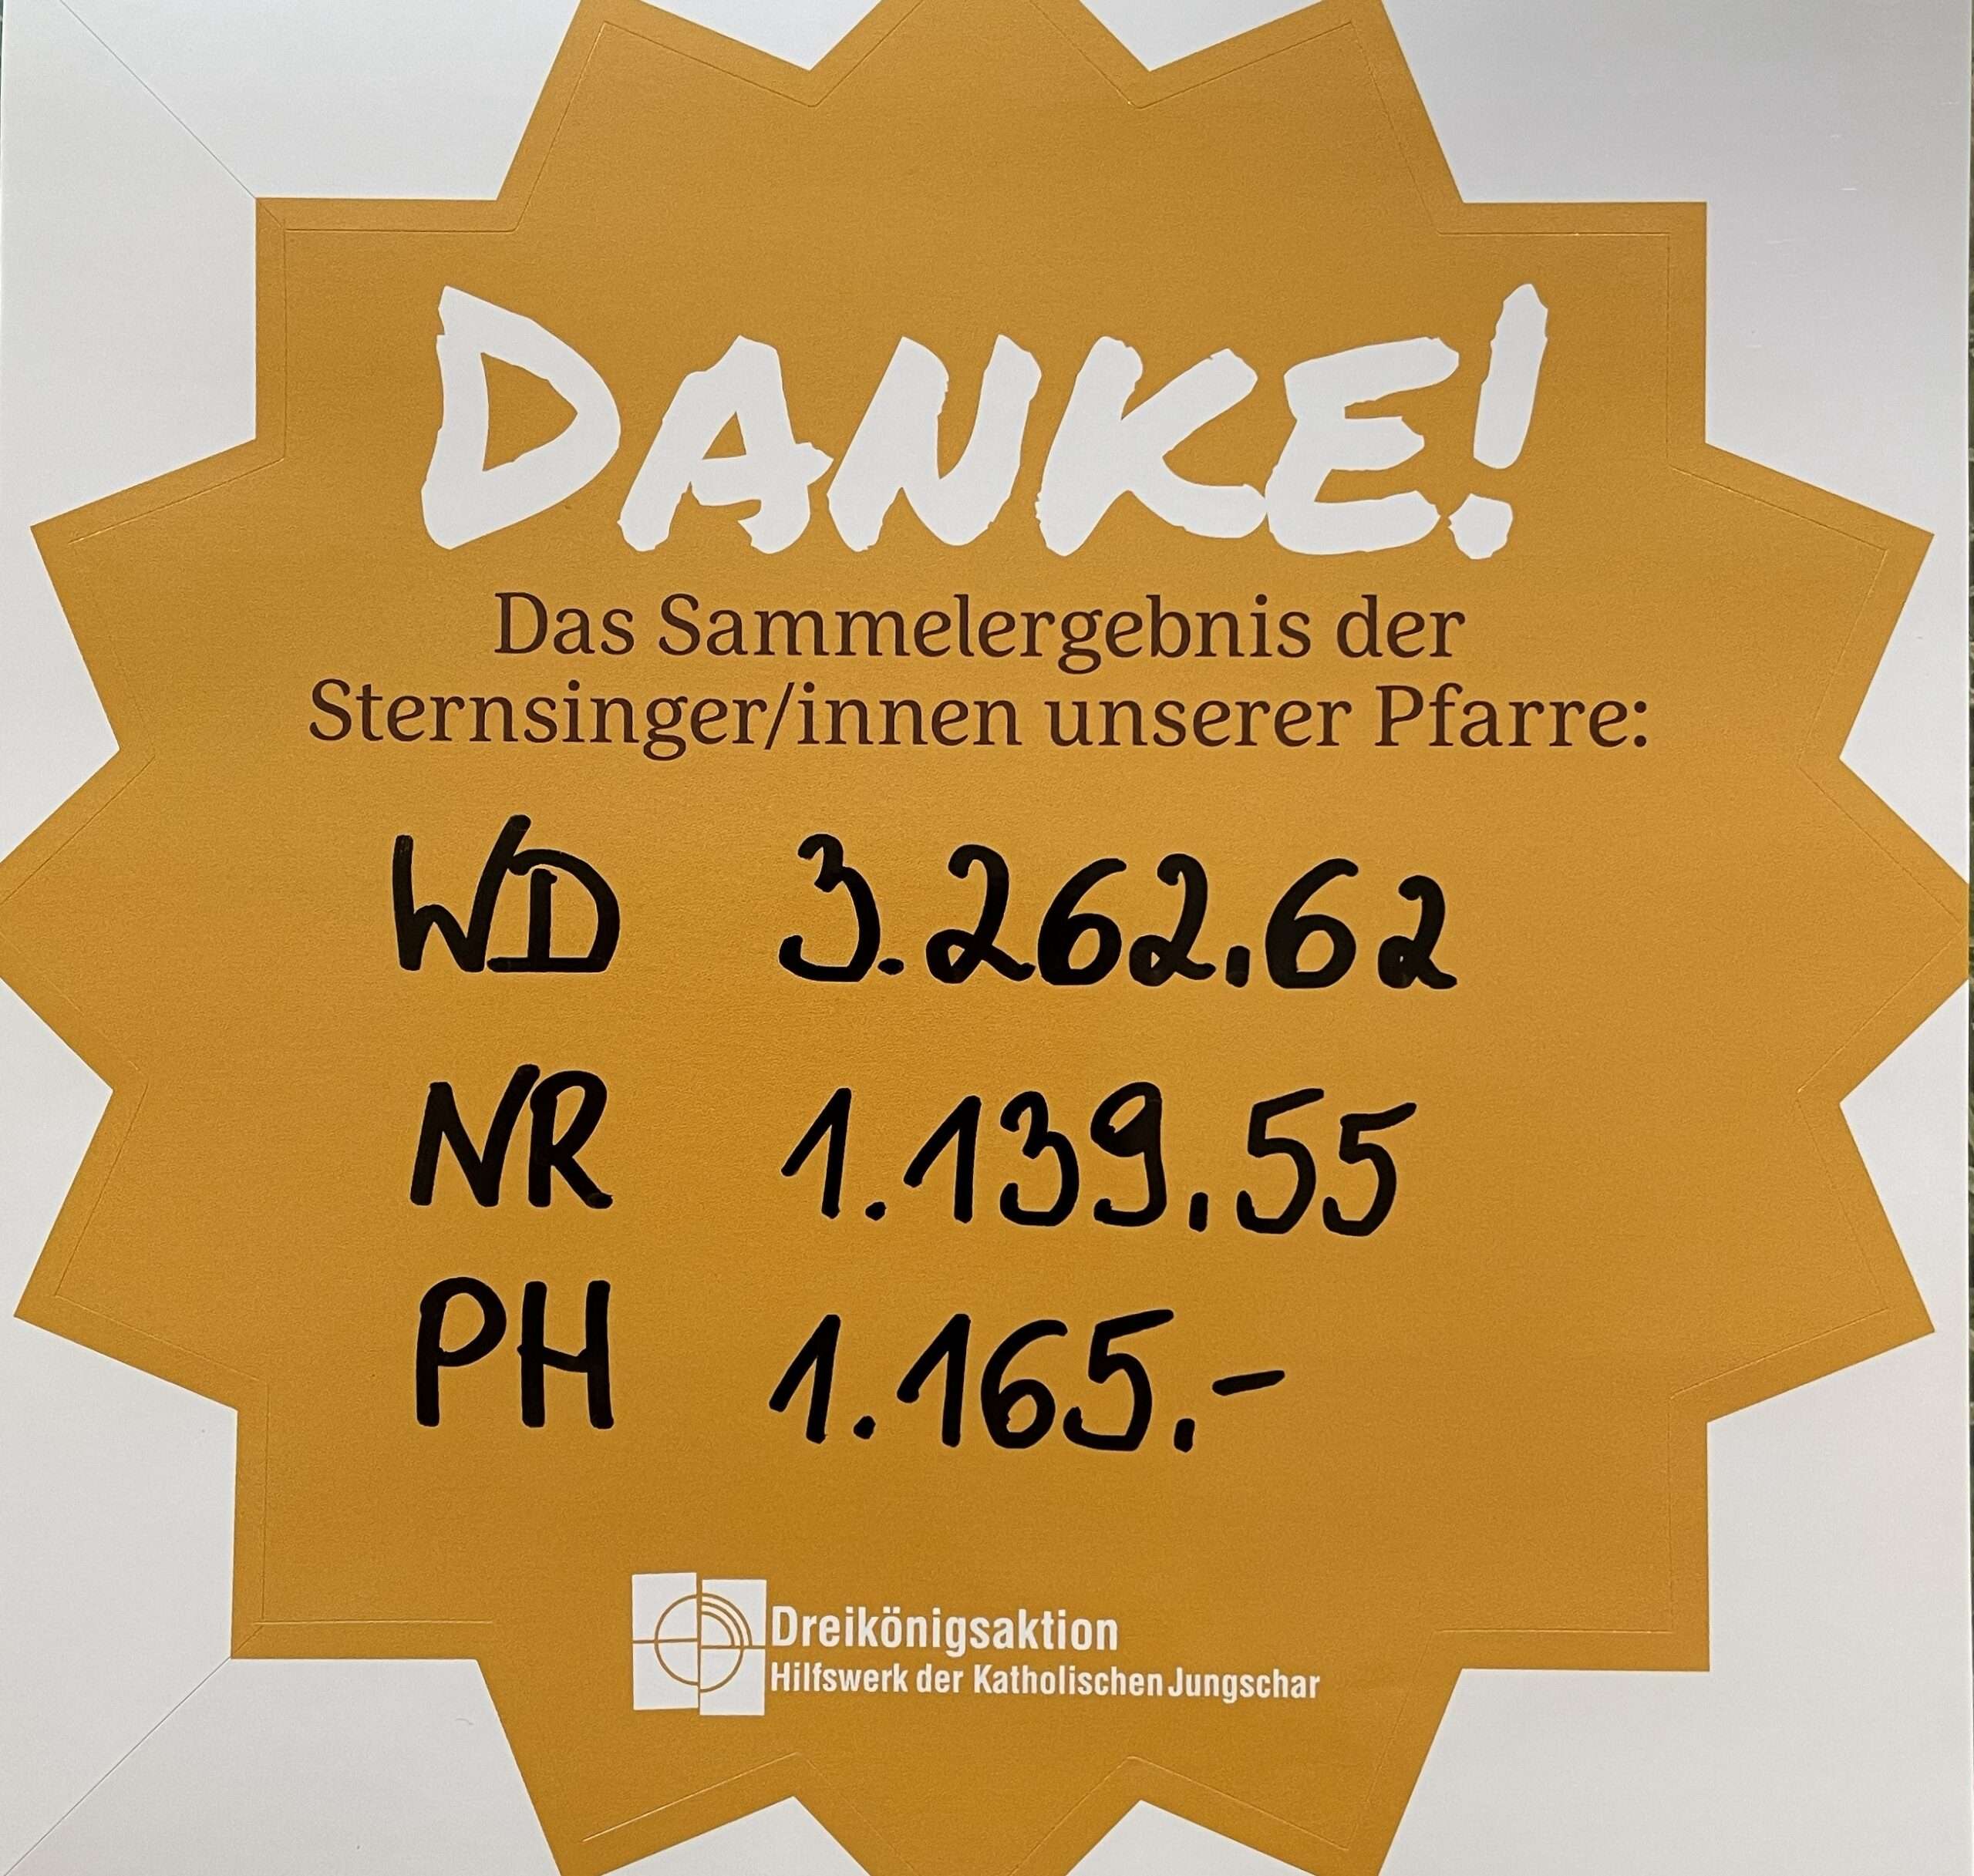 DANKE!
Das Sammelergebnis der
Sternsinger/innen unserer Pfarre:
WD 3.262,62
NR 1.139,55
PH 1.165,-
Dreikönigsaktion
Hilfswerk der Katholischen Jungschar